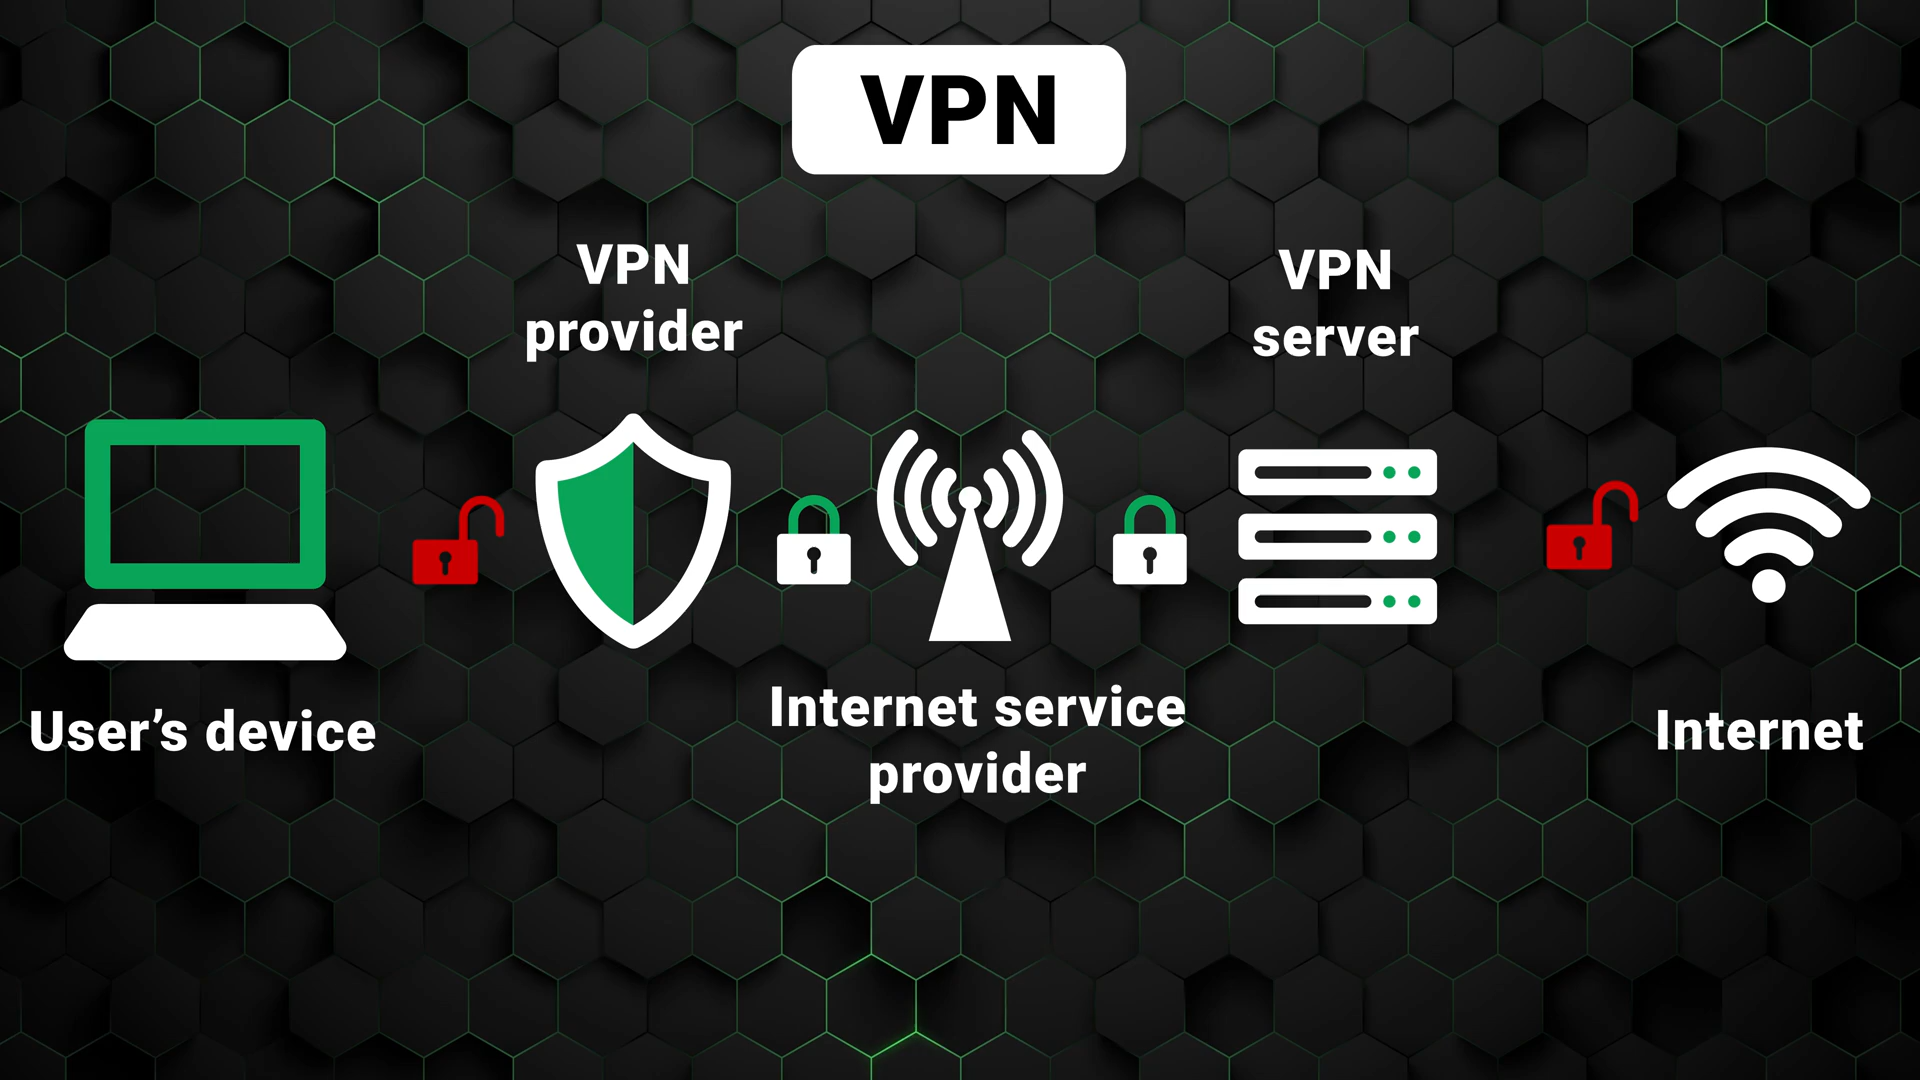 VPN
VPN
provider
VPN
server
User’s device
Internet service
provider
Internet